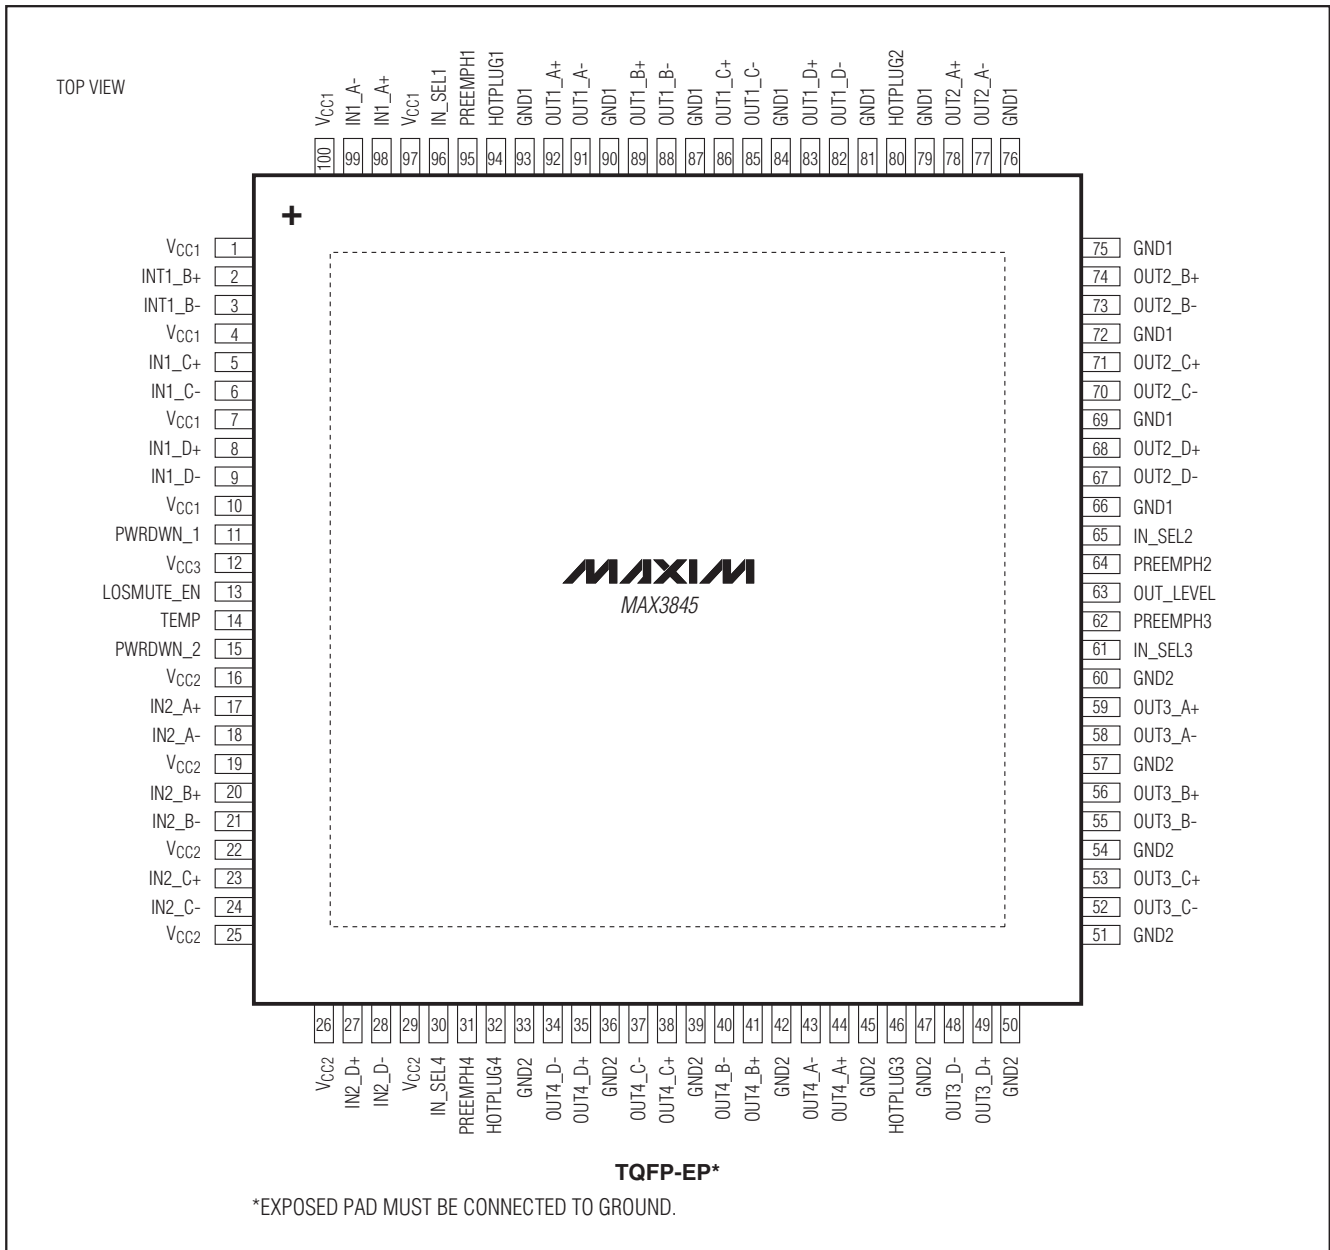 TOP VIEW
VCC1 IN1_A- IN1_A+ VCC1 IN_SEL1 PREEMPH1 HOTPLUG1 GND1 OUT1_A+ OUT1_A- GND1 OUT1_B+ OUT1_B- GND1 OUT1_C+ OUT1_C- GND1 OUT1_D+ OUT1_D- GND1 HOTPLUG2 GND1 OUT2_A+ OUT2_A- GND1
100 99 98 97 96 95 94 93 92 91 90 89 88 87 86 85 84 83 82 81 80 79 78 77 76
+
VCC1 1
INT1_B+ 2
INT1_B- 3
VCC1 4
IN1_C+ 5
IN1_C- 6
VCC1 7
IN1_D+ 8
IN1_D- 9
VCC1 10
PWRDWN_1 11
VCC3 12
LOSMUTE_EN 13
TEMP 14
PWRDWN_2 15
VCC2 16
IN2_A+ 17
IN2_A- 18
VCC2 19
IN2_B+ 20
IN2_B- 21
VCC2 22
IN2_C+ 23
IN2_C- 24
VCC2 25
MAXIM
MAX3845
75 GND1
74 OUT2_B+
73 OUT2_B-
72 GND1
71 OUT2_C+
70 OUT2_C-
69 GND1
68 OUT2_D+
67 OUT2_D-
66 GND1
65 IN_SEL2
64 PREEMPH2
63 OUT_LEVEL
62 PREEMPH3
61 IN_SEL3
60 GND2
59 OUT3_A+
58 OUT3_A-
57 GND2
56 OUT3_B+
55 OUT3_B-
54 GND2
53 OUT3_C+
52 OUT3_C-
51 GND2
26 27 28 29 30 31 32 33 34 35 36 37 38 39 40 41 42 43 44 45 46 47 48 49 50
VCC2 IN2_D+ IN2_D- VCC2 IN_SEL4 PREEMPH4 HOTPLUG4 GND2 OUT4_D- OUT4_D+ GND2 OUT4_C- OUT4_C+ GND2 OUT4_B- OUT4_B+ GND2 OUT4_A- OUT4_A+ GND2 HOTPLUG3 GND2 OUT3_D- OUT3_D+ GND2
TQFP-EP*
*EXPOSED PAD MUST BE CONNECTED TO GROUND.